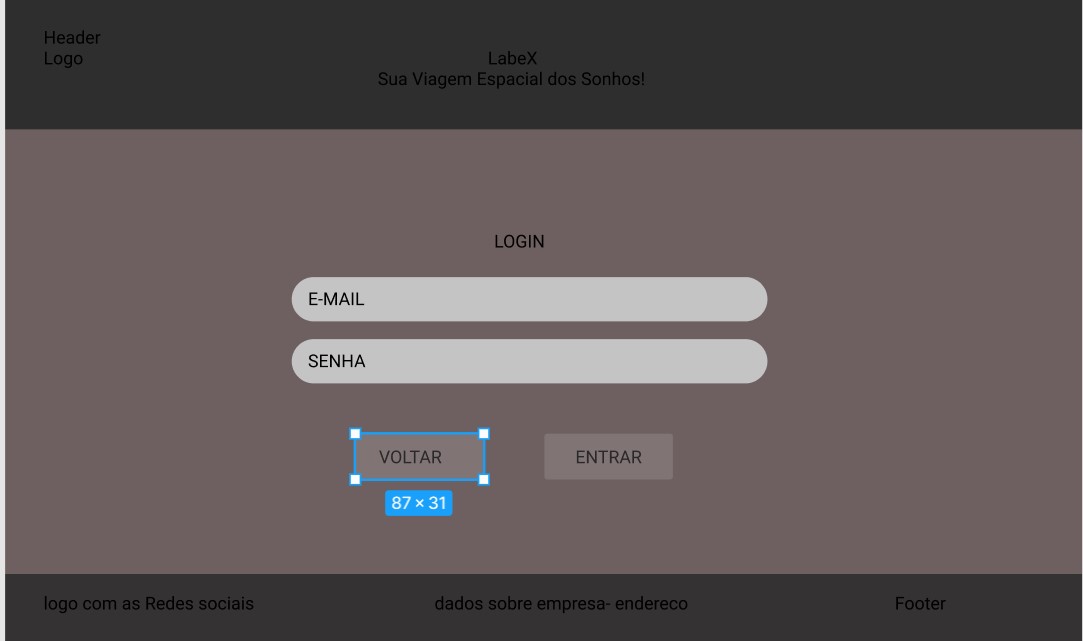 Header
Logo
LabeX
Sua Viagem Espacial dos Sonhos!
LOGIN
E-MAIL
SENHA
VOLTAR
ENTRAR
87 × 31
logo com as Redes sociais
dados sobre empresa- endereco
Footer